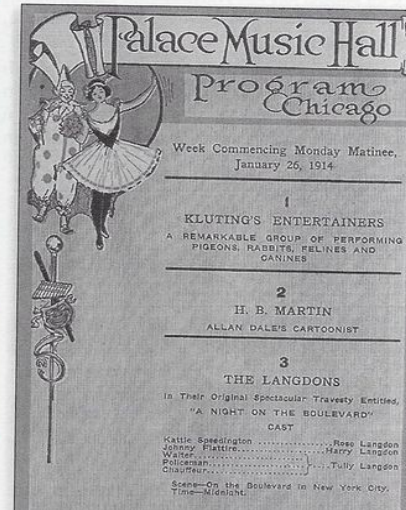 Palace Music Hall
Program
Chicago
Week Commencing Monday Matinee,
January 26, 1914
1
KLUTING'S ENTERTAINERS
A REMARKABLE GROUP OF PERFORMING
PIGEONS, RABBITS, FELINES AND
CANINES
2
H. B. MARTIN
ALLAN DALE'S CARTOONIST
3
THE LANGDONS
In Their Original Spectacular Travesty Entitled,
"A NIGHT ON THE BOULEVARD"
CAST
Kattie Speedington ..............Rose Langdon
Johnny Flattire..................Harry Langdon
Waiter..........................
Policeman.......................}....Tully Langdon
Chauffeur.......................
Scene—On the Boulevard in New York City.
Time—Midnight.